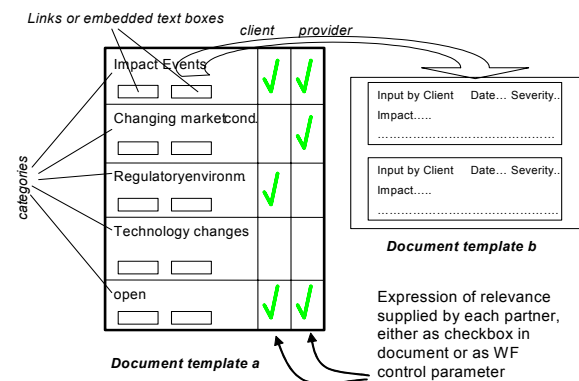 Links or embedded text boxes
client provider
Impact Events
Changing marketcond.
Regulatoryenvironm.
Technology changes
open
categories
Document template a
Input by Client Date... Severity..
Impact.....
............................................
Input by Client Date... Severity..
Impact.....
............................................
Document template b
Expression of relevance
supplied by each partner,
either as checkbox in
document or as WF
control parameter